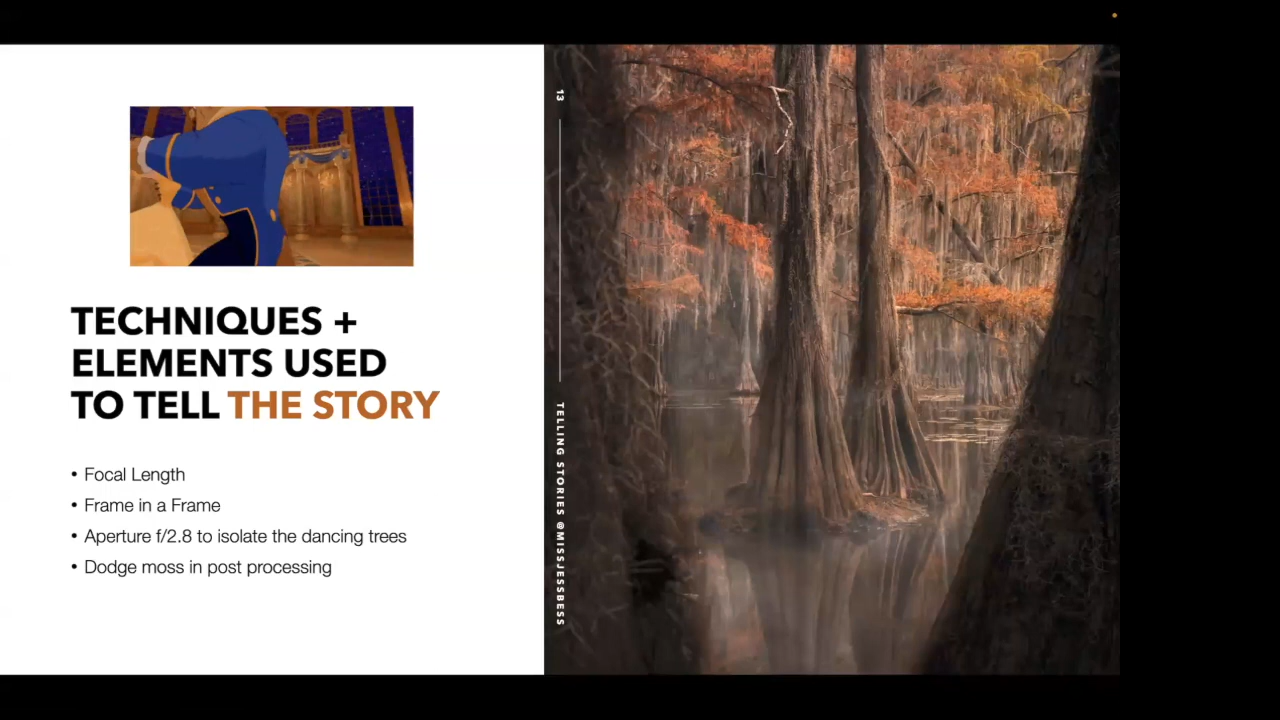 TECHNIQUES +
ELEMENTS USED
TO TELL THE STORY
• Focal Length
• Frame in a Frame
• Aperture f/2.8 to isolate the dancing trees
• Dodge moss in post processing
13
TELLING STORIES @MISSJESSBESS